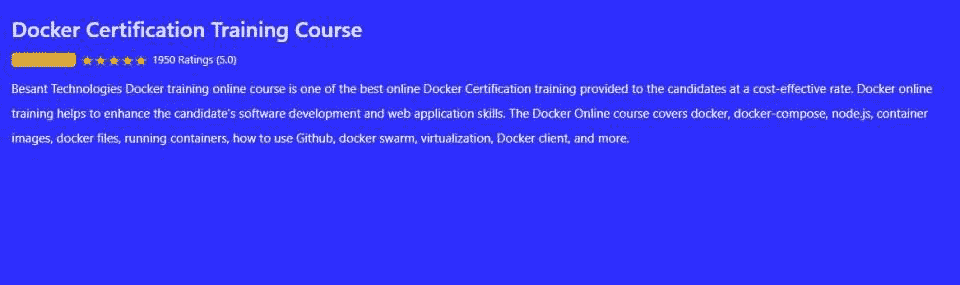 Docker Certification Training Course
1950 Ratings (5.0)
Besant Technologies Docker training online course is one of the best online Docker Certification training provided to the candidates at a cost-effective rate. Docker online
training helps to enhance the candidate's software development and web application skills. The Docker Online course covers docker, docker-compose, node.js, container
images, docker files, running containers, how to use Github, docker swarm, virtualization, Docker client, and more.